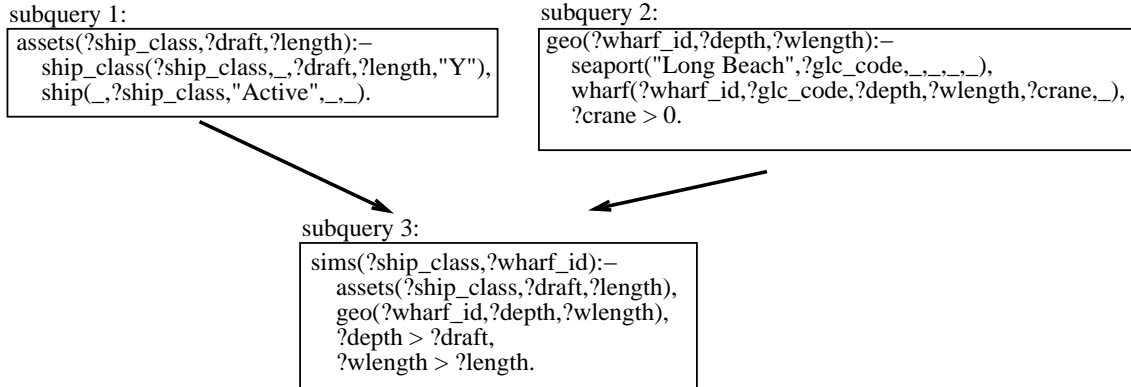 subquery 1:
assets(?ship_class,?draft,?length):–
ship_class(?ship_class,_,?draft,?length,"Y"),
ship(_,?ship_class,"Active",_,_).
subquery 2:
geo(?wharf_id,?depth,?wlength):–
seaport("Long Beach",?glc_code,_,_,_,_),
wharf(?wharf_id,?glc_code,?depth,?wlength,?crane,_),
?crane > 0.
subquery 3:
sims(?ship_class,?wharf_id):–
assets(?ship_class,?draft,?length),
geo(?wharf_id,?depth,?wlength),
?depth > ?draft,
?wlength > ?length.